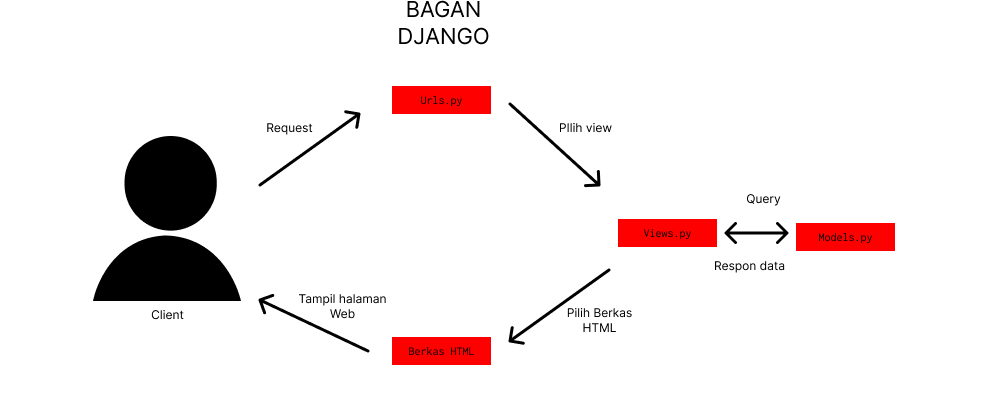 BAGAN
DJANGO
Urls.py
Request
PIlih view
Query
Views.py
Models.py
Respon data
Tampil halaman
Web
Pilih Berkas
HTML
Client
Berkas HTML